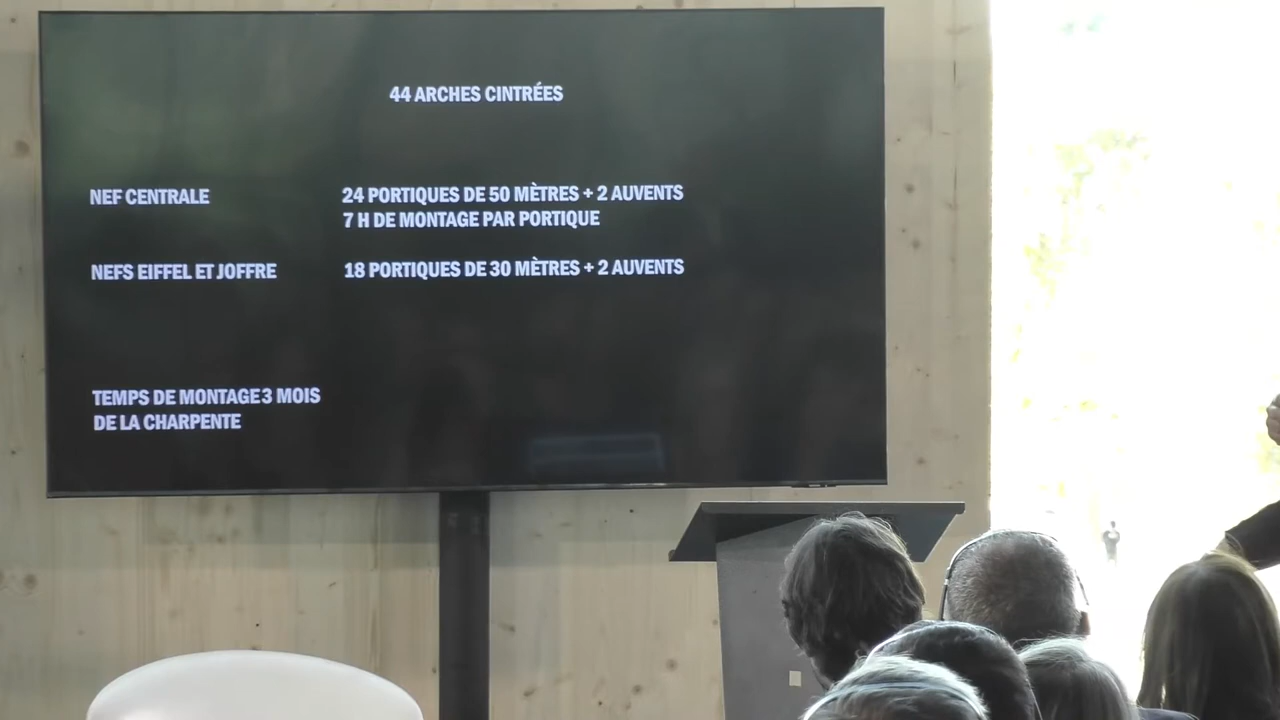 44 ARCHES CINTRÉES
NEF CENTRALE
24 PORTIQUES DE 50 MÈTRES + 2 AUVENTS
7 H DE MONTAGE PAR PORTIQUE
NEFS EIFFEL ET JOFFRE
18 PORTIQUES DE 30 MÈTRES + 2 AUVENTS
TEMPS DE MONTAGE 3 MOIS
DE LA CHARPENTE